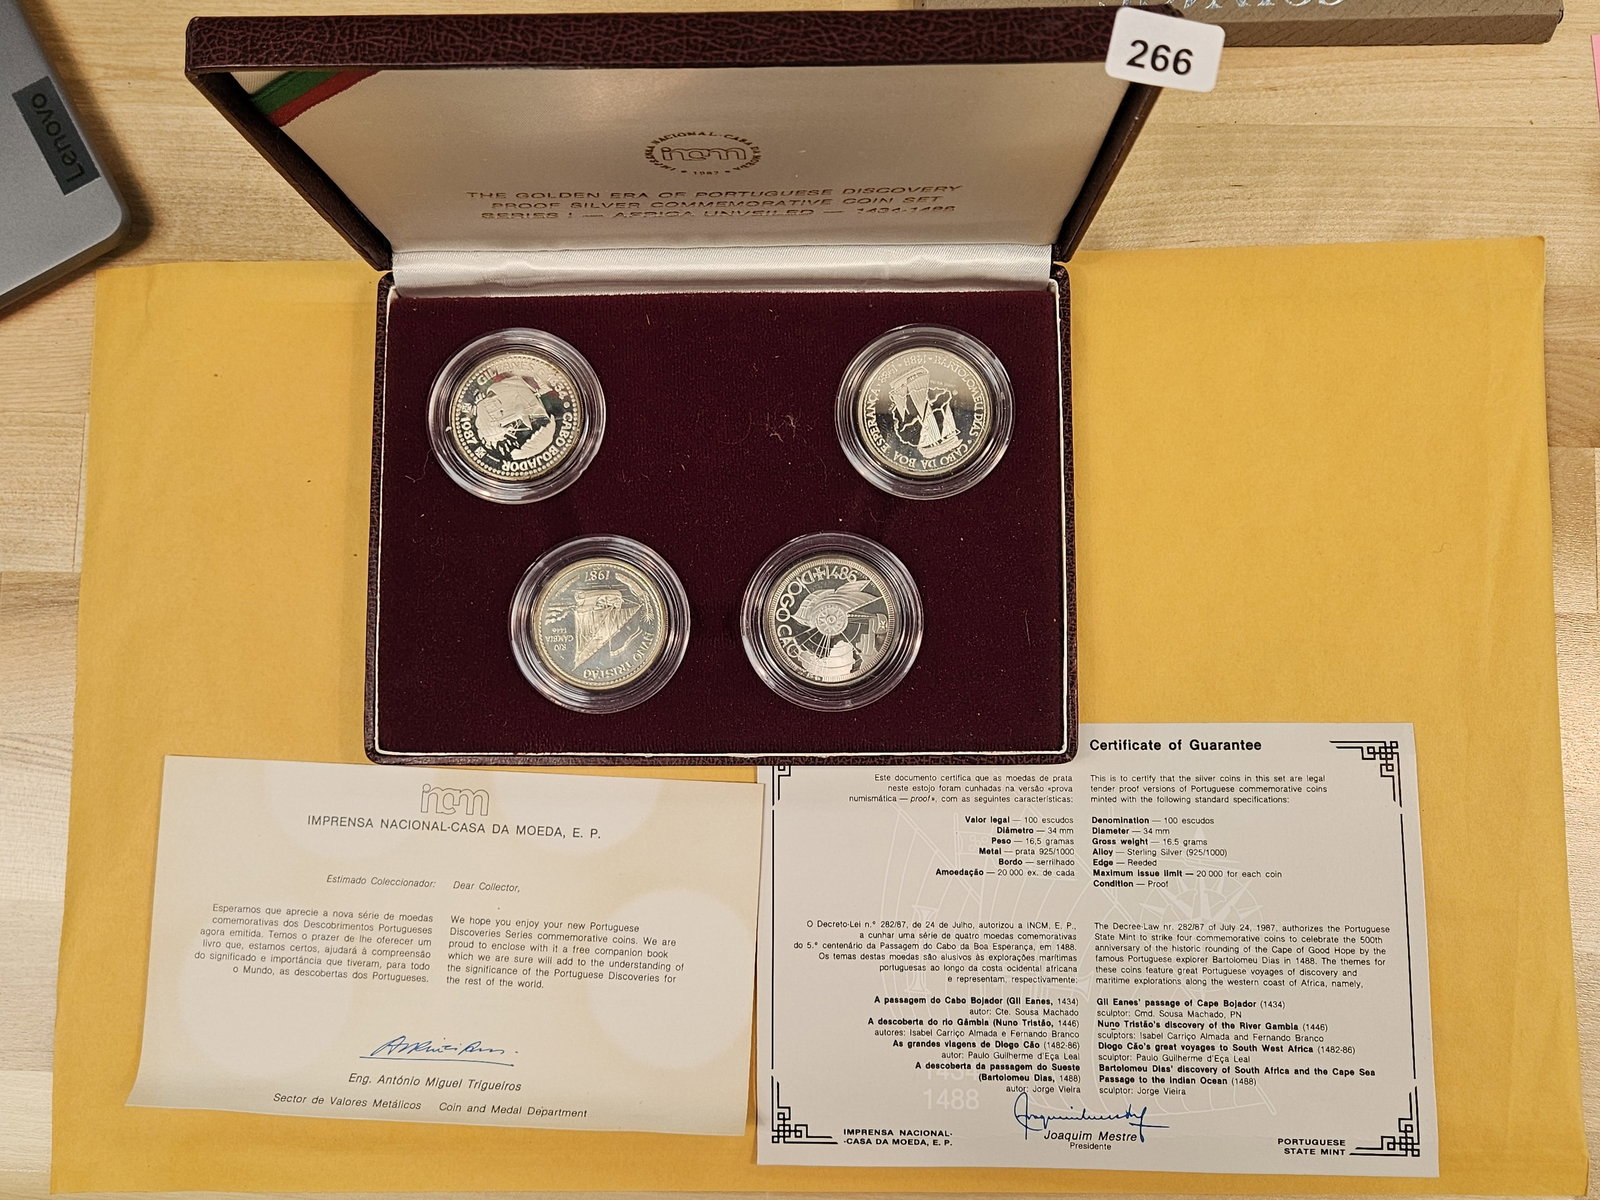 266
Lenovo
IMPRENSA NACIONAL-CASA DA MOEDA
incm
• 1987 •
THE GOLDEN ERA OF PORTUGUESE DISCOVERY
PROOF SILVER COMMEMORATIVE COIN SET
SERIES I — AFRICA UNVEILED — 1434-1488
CABO BOJADOR
1488 · 1988 · BARTOLOMEU DIAS · CABO DA BOA ESPERANÇA
1987
NUNO TRISTÃO
RIO
GÂMBIA
1446
DIOGO CÃO
1486
incm
IMPRENSA NACIONAL-CASA DA MOEDA, E. P.
Estimado Coleccionador:
Esperamos que aprecie a nova série de moedas
comemorativas dos Descobrimentos Portugueses
agora emitida. Temos o prazer de lhe oferecer um
livro que, estamos certos, ajudará á compreensão
do significado e importância que tiveram, para todo
o Mundo, as descobertas dos Portugueses.
Dear Collector,
We hope you enjoy your new Portuguese
Discoveries Series commemorative coins. We are
proud to enclose with it a free companion book
which we are sure will add to the understanding of
the significance of the Portuguese Discoveries for
the rest of the world.
Eng. António Miguel Trigueiros
Sector de Valores Metálicos Coin and Medal Department
Certificate of Guarantee
Este documento certifica que as moedas de prata
neste estojo foram cunhadas na versão «prova
numismática — proof», com as seguintes características:
Valor legal — 100 escudos
Diâmetro — 34 mm
Peso — 16,5 gramas
Metal — prata 925/1000
Bordo — serrilhado
Amoedação — 20 000 ex. de cada
O Decreto-Lei n.º 282/87, de 24 de Julho, autorizou a INCM, E. P.,
a cunhar uma série de quatro moedas comemorativas
do 5.º centenário da Passagem do Cabo da Boa Esperança, em 1488.
Os temas destas moedas são alusivos às explorações marítimas
portuguesas ao longo da costa ocidental africana
e representam, respectivamente:
A passagem do Cabo Bojador (Gil Eanes, 1434)
autor: Cte. Sousa Machado
A descoberta do rio Gâmbia (Nuno Tristão, 1446)
autores: Isabel Carriço Almada e Fernando Branco
As grandes viagens de Diogo Cão (1482-86)
autor: Paulo Guilherme d'Eça Leal
A descoberta da passagem do Sueste
(Bartolomeu Dias, 1488)
autor: Jorge Vieira
This is to certify that the silver coins in this set are legal
tender proof versions of Portuguese commemorative coins
minted with the following standard specifications:
Denomination — 100 escudos
Diameter — 34 mm
Gross weight — 16.5 grams
Alloy — Sterling Silver (925/1000)
Edge — Reeded
Maximum issue limit — 20 000 for each coin
Condition — Proof
The Decree-Law nr. 282/87 of July 24, 1987, authorizes the Portuguese
State Mint to strike four commemorative coins to celebrate the 500th
anniversary of the historic rounding of the Cape of Good Hope by the
famous Portuguese explorer Bartolomeu Dias in 1488. The themes for
these coins feature great Portuguese voyages of discovery and
maritime explorations along the western coast of Africa, namely,
Gil Eanes' passage of Cape Bojador (1434)
sculptor: Cmd. Sousa Machado, PN
Nuno Tristão's discovery of the River Gambia (1446)
sculptors: Isabel Carriço Almada and Fernando Branco
Diogo Cão's great voyages to South West Africa (1482-86)
sculptor: Paulo Guilherme d'Eça Leal
Bartolomeu Dias' discovery of South Africa and the Cape Sea
Passage to the Indian Ocean (1488)
sculptor: Jorge Vieira
1488
Joaquim Mestre
Presidente
IMPRENSA NACIONAL-
-CASA DA MOEDA, E. P.
PORTUGUESE
STATE MINT